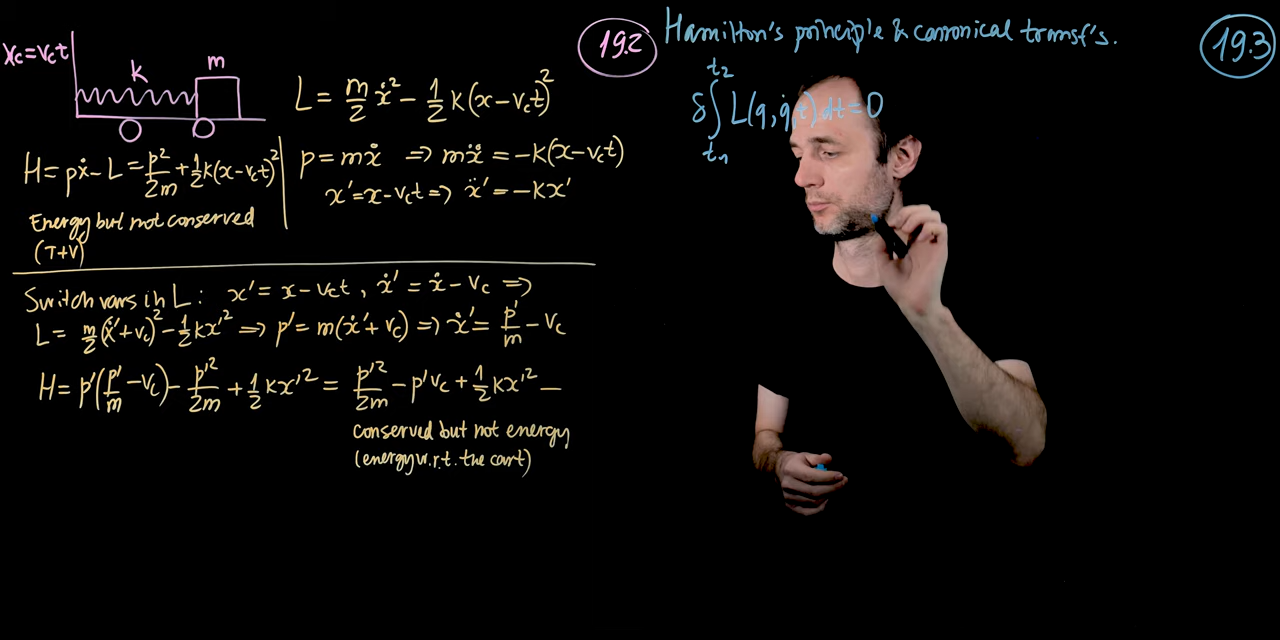 x_c = v_c t
k
m
19.2
L = m/2 ẋ² − 1/2 k(x − v_c t)²
H = pẋ − L = p²/2m + 1/2 k(x − v_c t)²
p = mẋ ⇒ mẍ = −k(x − v_c t)
x' = x − v_c t ⇒ ẍ' = −kx'
Energy but not conserved
(T+V)
Switch vars in L: x' = x − v_c t, ẋ' = ẋ − v_c ⇒
L = m/2 (ẋ' + v_c)² − 1/2 kx'² ⇒ p' = m(ẋ' + v_c) ⇒ ẋ' = p'/m − v_c
H = p'(p'/m − v_c) − p'²/2m + 1/2 kx'² = p'²/2m − p'v_c + 1/2 kx'² —
conserved but not energy
(energy w.r.t. the cart)
Hamilton's principle & canonical transf's.
19.3
δ∫_{t₁}^{t₂} L(q, q̇, t) dt = 0